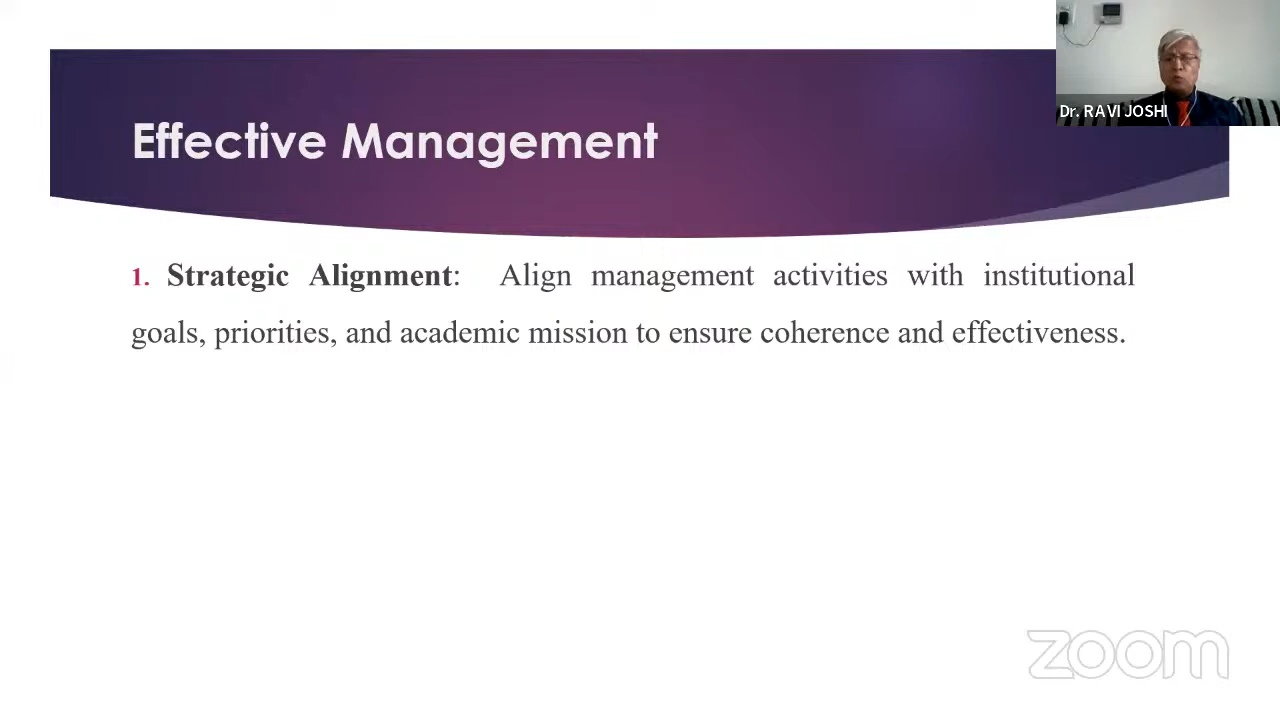 Effective Management
Dr. RAVI JOSHI
1. Strategic Alignment: Align management activities with institutional
goals, priorities, and academic mission to ensure coherence and effectiveness.
zoom